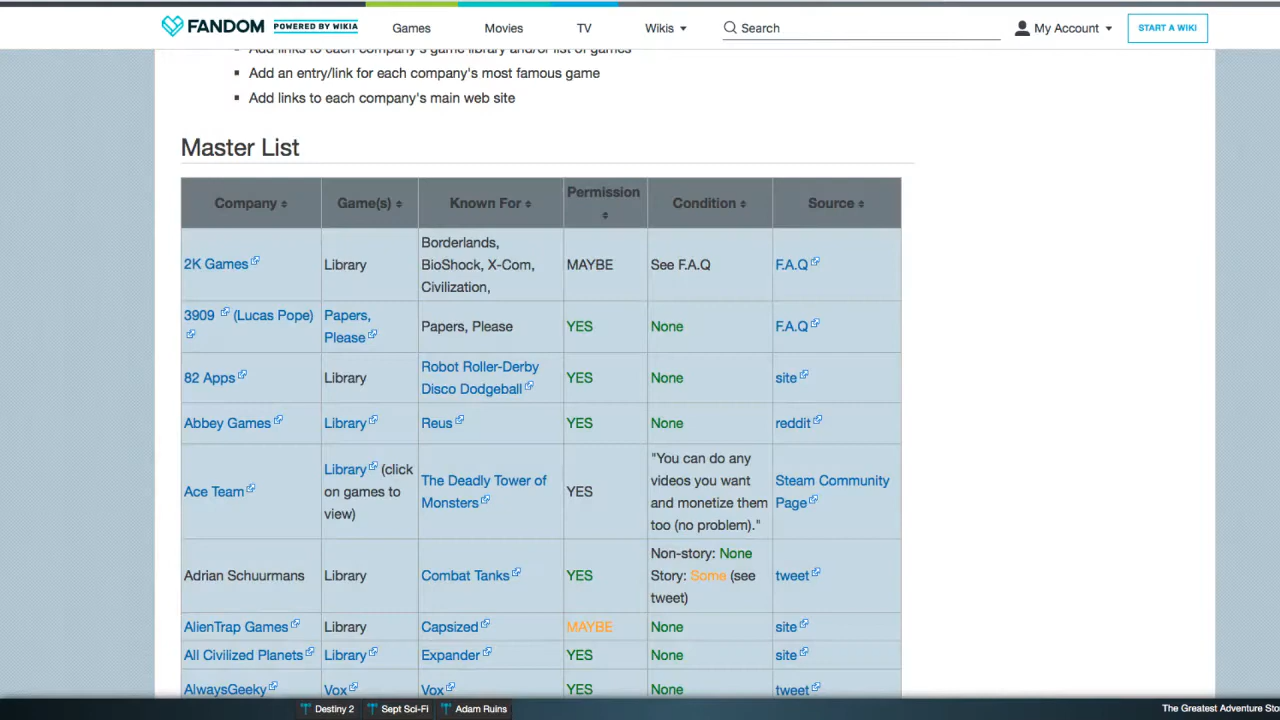 FANDOM POWERED BY WIKIA Games Movies TV Wikis Search My Account START A WIKI
Add links to each company's game library and/or list of games
Add an entry/link for each company's most famous game
Add links to each company's main web site
Master List
Company Game(s) Known For Permission Condition Source
2K Games Library Borderlands, BioShock, X-Com, Civilization, MAYBE See F.A.Q F.A.Q
3909 (Lucas Pope) Papers, Please Papers, Please YES None F.A.Q
82 Apps Library Robot Roller-Derby Disco Dodgeball YES None site
Abbey Games Library Reus YES None reddit
Ace Team Library (click on games to view) The Deadly Tower of Monsters YES "You can do any videos you want and monetize them too (no problem)." Steam Community Page
Adrian Schuurmans Library Combat Tanks YES Non-story: None Story: Some (see tweet) tweet
AlienTrap Games Library Capsized MAYBE None site
All Civilized Planets Library Expander YES None site
AlwaysGeeky Vox Vox YES None tweet
Destiny 2 Sept Sci-Fi Adam Ruins The Greatest Adventure Sto